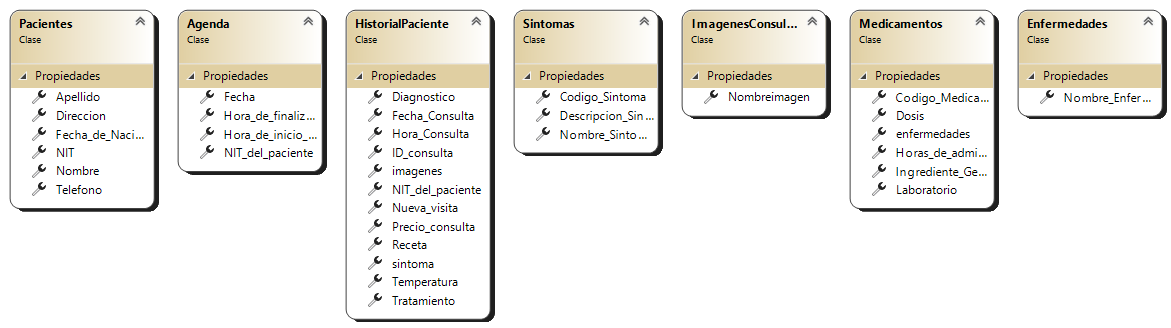 Pacientes
Clase
Propiedades
Apellido
Direccion
Fecha_de_Naci...
NIT
Nombre
Telefono
Agenda
Clase
Propiedades
Fecha
Hora_de_finaliz...
Hora_de_inicio_...
NIT_del_paciente
HistorialPaciente
Clase
Propiedades
Diagnostico
Fecha_Consulta
Hora_Consulta
ID_consulta
imagenes
NIT_del_paciente
Nueva_visita
Precio_consulta
Receta
sintoma
Temperatura
Tratamiento
Sintomas
Clase
Propiedades
Codigo_Sintoma
Descripcion_Sin...
Nombre_Sinto...
ImagenesConsul...
Clase
Propiedades
Nombreimagen
Medicamentos
Clase
Propiedades
Codigo_Medica...
Dosis
enfermedades
Horas_de_admi...
Ingrediente_Ge...
Laboratorio
Enfermedades
Clase
Propiedades
Nombre_Enfer...